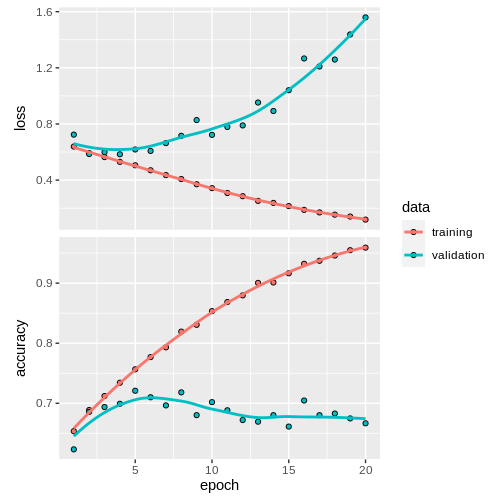 1.6
1.2
0.8
0.4
loss
0.9
0.8
0.7
accuracy
5 10 15 20
epoch
data
training
validation